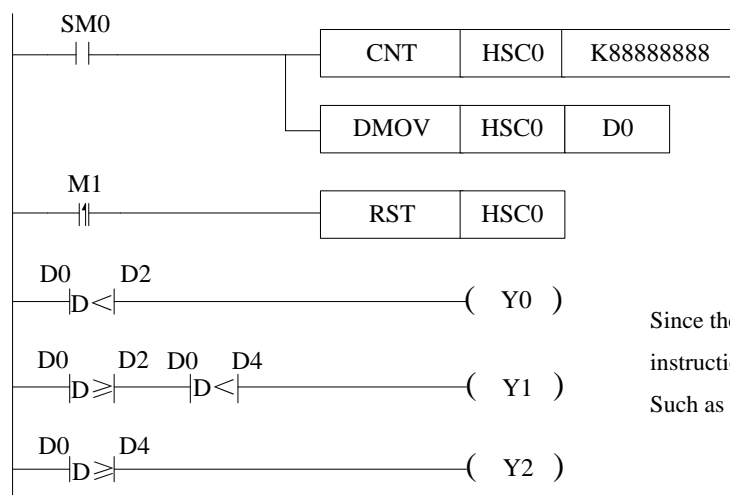 SM0
CNT HSC0 K88888888
DMOV HSC0 D0
M1
RST HSC0
D0 D2
D< ( Y0 )
D0 D2 D0 D4
D≥ D< ( Y1 )
D0 D4
D≥ ( Y2 )
Since the
instructi
Such as